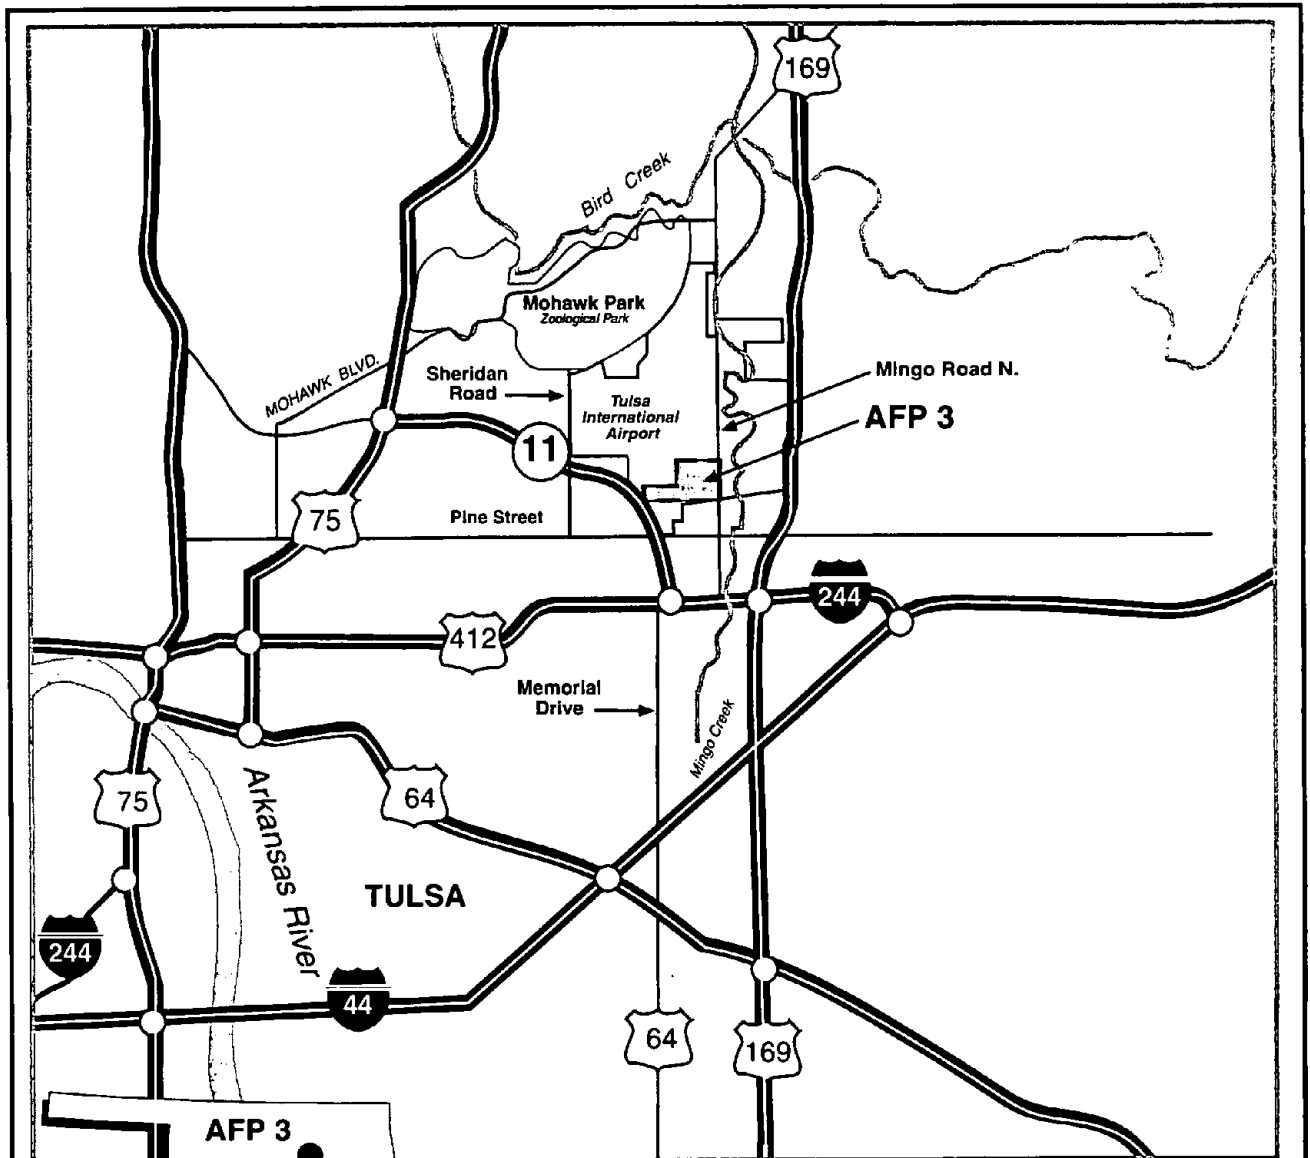 169
Bird Creek
Mohawk Park
Zoological Park
MOHAWK BLVD.
Sheridan
Road
Mingo Road N.
Tulsa
International
Airport
AFP 3
11
75
Pine Street
244
412
Memorial
Drive
Mingo Creek
75
64
Arkansas River
TULSA
244
44
64
169
AFP 3